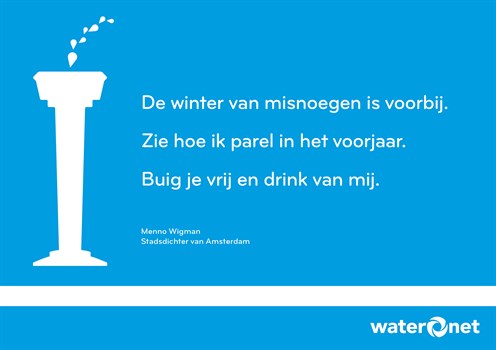 De winter van misnoegen is voorbij.
Zie hoe ik parel in het voorjaar.
Buig je vrij en drink van mij.
Menno Wigman
Stadsdichter van Amsterdam
waternet